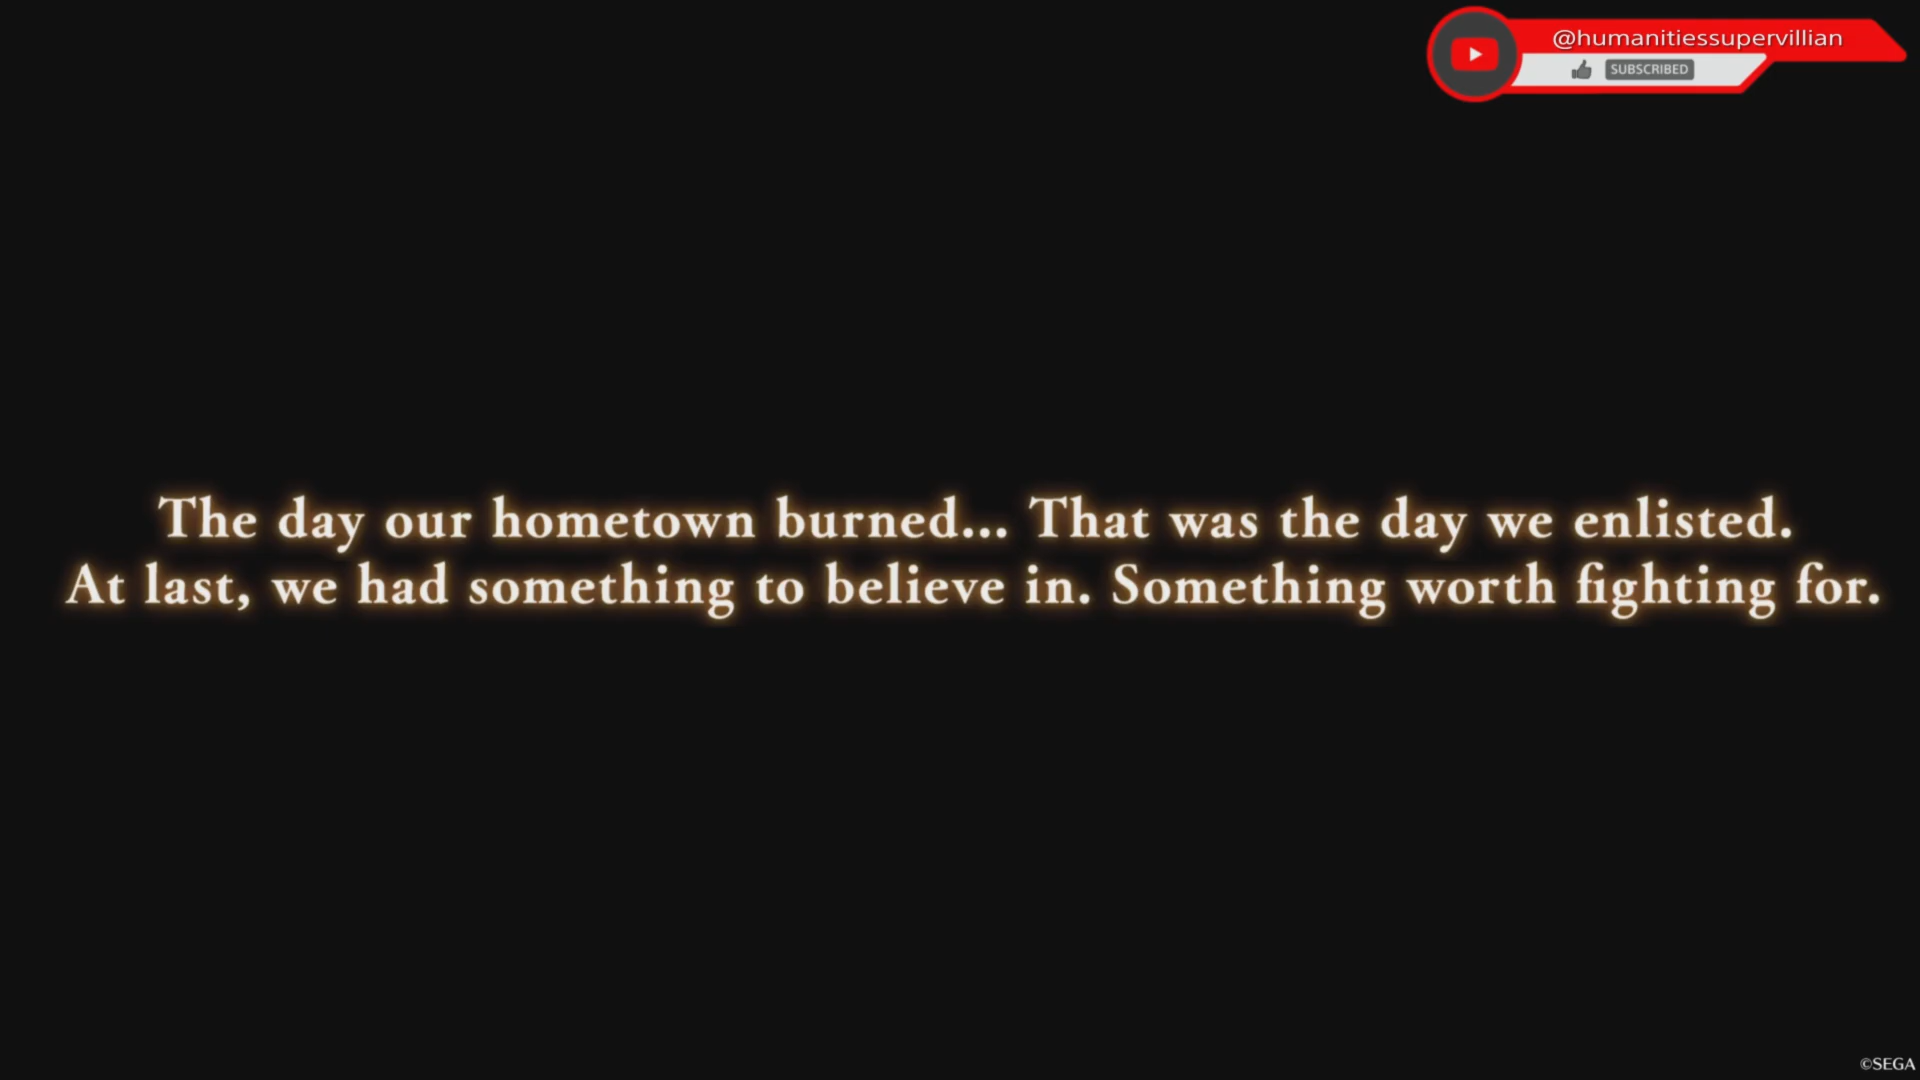 @humanitiessupervillian
SUBSCRIBED
The day our hometown burned... That was the day we enlisted.
At last, we had something to believe in. Something worth fighting for.
©SEGA